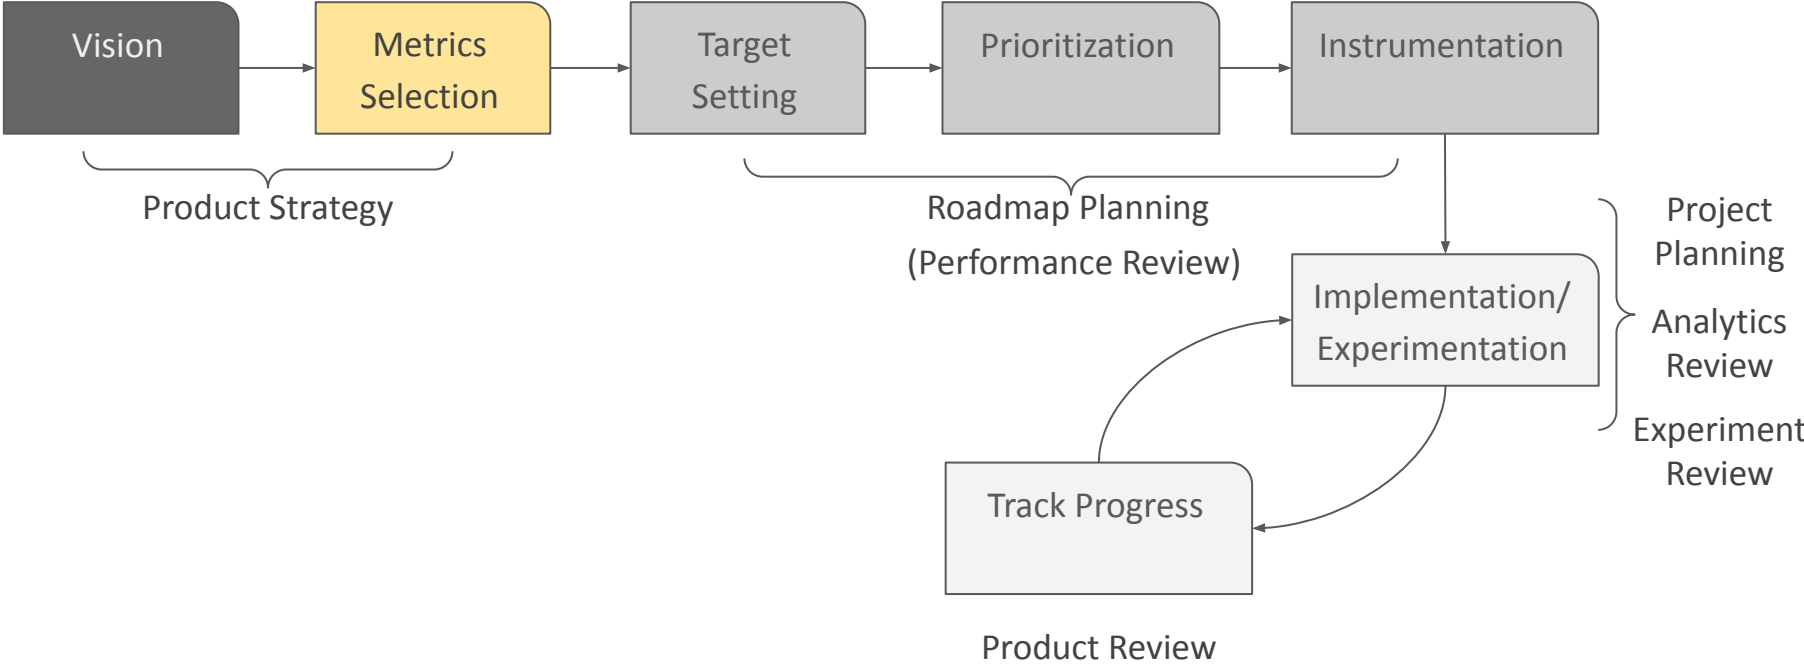 Vision
Metrics
Selection
Target
Setting
Prioritization
Instrumentation
Product Strategy
Roadmap Planning
(Performance Review)
Project
Planning
Implementation/
Experimentation
Analytics
Review
Experiment
Review
Track Progress
Product Review